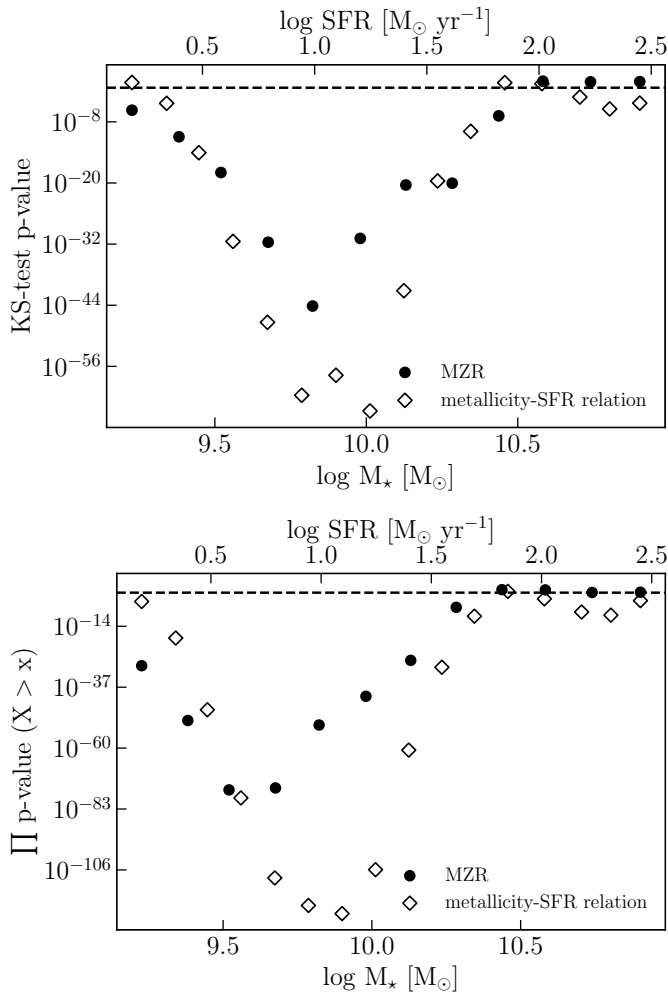 log SFR [M⊙ yr⁻¹]
0.5 1.0 1.5 2.0 2.5
10⁻⁸
10⁻²⁰
10⁻³²
10⁻⁴⁴
10⁻⁵⁶
KS-test p-value
MZR
metallicity-SFR relation
9.5 10.0 10.5
log M⋆ [M⊙]
log SFR [M⊙ yr⁻¹]
0.5 1.0 1.5 2.0 2.5
10⁻¹⁴
10⁻³⁷
10⁻⁶⁰
10⁻⁸³
10⁻¹⁰⁶
∏ p-value (X > x)
MZR
metallicity-SFR relation
9.5 10.0 10.5
log M⋆ [M⊙]